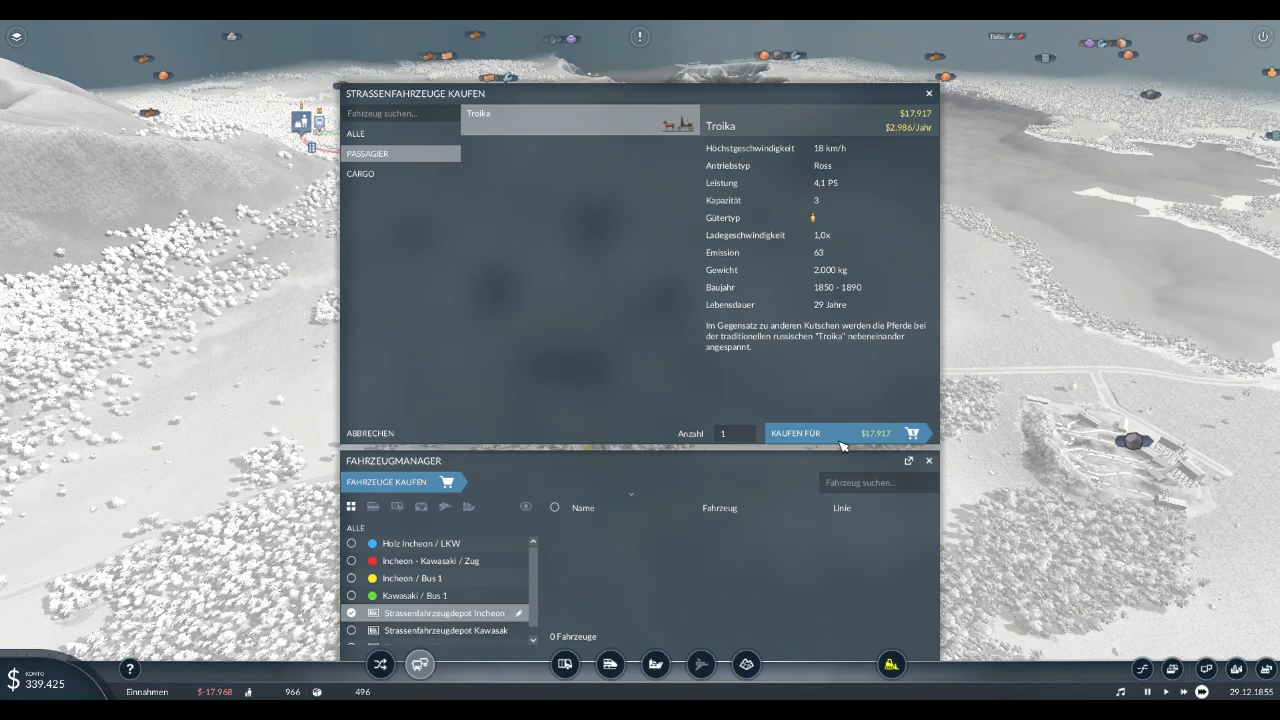 Tbilisi
STRASSENFAHRZEUGE KAUFEN
Fahrzeug suchen...
ALLE
PASSAGIER
CARGO
Troika
$17.917
Troika
$2.986/Jahr
Höchstgeschwindigkeit 18 km/h
Antriebstyp Ross
Leistung 4,1 PS
Kapazität 3
Gütertyp
Ladegeschwindigkeit 1,0x
Emission 63
Gewicht 2.000 kg
Baujahr 1850 - 1890
Lebensdauer 29 Jahre
Im Gegensatz zu anderen Kutschen werden die Pferde bei
der traditionellen russischen "Troika" nebeneinander
angespannt.
ABBRECHEN
Anzahl 1
KAUFEN FÜR $17.917
FAHRZEUGMANAGER
FAHRZEUGE KAUFEN
Fahrzeug suchen...
Name Fahrzeug Linie
ALLE
Holz Incheon / LKW
Incheon - Kawasaki / Zug
Incheon / Bus 1
Kawasaki / Bus 1
Strassenfahrzeugdepot Incheon
Strassenfahrzeugdepot Kawasak
0 Fahrzeuge
$ KONTO
339.425
?
Einnahmen $-17.968 966 496
29.12.1855